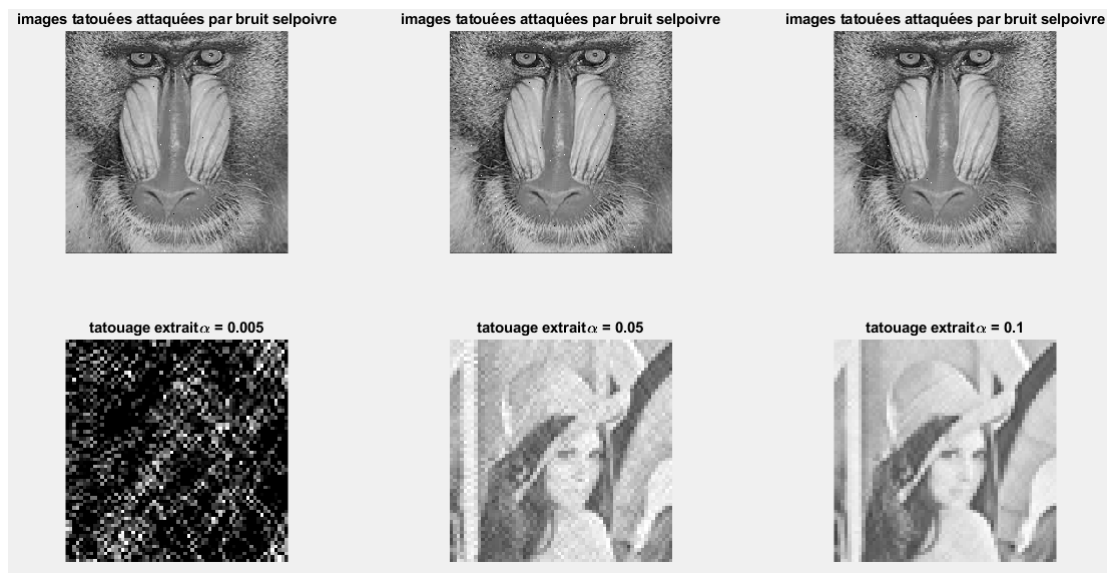 images tatouées attaquées par bruit selpoivre
images tatouées attaquées par bruit selpoivre
images tatouées attaquées par bruit selpoivre
tatouage extraitα = 0.005
tatouage extraitα = 0.05
tatouage extraitα = 0.1